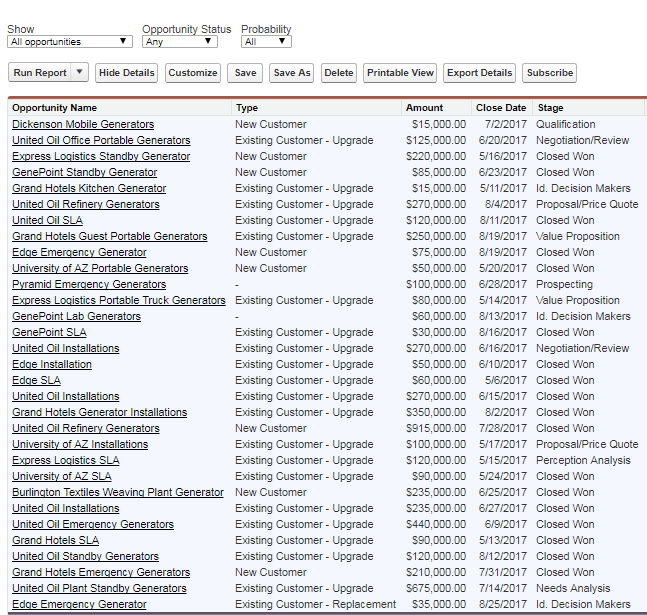 Show Opportunity Status Probability
All opportunities Any All
Run Report Hide Details Customize Save Save As Delete Printable View Export Details Subscribe
Opportunity Name Type Amount Close Date Stage
Dickenson Mobile Generators New Customer $15,000.00 7/2/2017 Qualification
United Oil Office Portable Generators Existing Customer - Upgrade $125,000.00 6/20/2017 Negotiation/Review
Express Logistics Standby Generator New Customer $220,000.00 5/16/2017 Closed Won
GenePoint Standby Generator New Customer $85,000.00 6/23/2017 Closed Won
Grand Hotels Kitchen Generator Existing Customer - Upgrade $15,000.00 5/11/2017 Id. Decision Makers
United Oil Refinery Generators Existing Customer - Upgrade $270,000.00 8/4/2017 Proposal/Price Quote
United Oil SLA Existing Customer - Upgrade $120,000.00 8/11/2017 Closed Won
Grand Hotels Guest Portable Generators Existing Customer - Upgrade $250,000.00 8/19/2017 Value Proposition
Edge Emergency Generator New Customer $75,000.00 8/19/2017 Closed Won
University of AZ Portable Generators New Customer $50,000.00 5/20/2017 Closed Won
Pyramid Emergency Generators - $100,000.00 6/28/2017 Prospecting
Express Logistics Portable Truck Generators Existing Customer - Upgrade $80,000.00 5/14/2017 Value Proposition
GenePoint Lab Generators - $60,000.00 8/13/2017 Id. Decision Makers
GenePoint SLA Existing Customer - Upgrade $30,000.00 8/16/2017 Closed Won
United Oil Installations Existing Customer - Upgrade $270,000.00 6/16/2017 Negotiation/Review
Edge Installation Existing Customer - Upgrade $50,000.00 6/10/2017 Closed Won
Edge SLA Existing Customer - Upgrade $60,000.00 5/6/2017 Closed Won
United Oil Installations Existing Customer - Upgrade $270,000.00 6/15/2017 Closed Won
Grand Hotels Generator Installations Existing Customer - Upgrade $350,000.00 8/2/2017 Closed Won
United Oil Refinery Generators New Customer $915,000.00 7/28/2017 Closed Won
University of AZ Installations Existing Customer - Upgrade $100,000.00 5/17/2017 Proposal/Price Quote
Express Logistics SLA Existing Customer - Upgrade $120,000.00 5/15/2017 Perception Analysis
University of AZ SLA Existing Customer - Upgrade $90,000.00 5/24/2017 Closed Won
Burlington Textiles Weaving Plant Generator New Customer $235,000.00 6/25/2017 Closed Won
United Oil Installations Existing Customer - Upgrade $235,000.00 6/27/2017 Closed Won
United Oil Emergency Generators Existing Customer - Upgrade $440,000.00 6/9/2017 Closed Won
Grand Hotels SLA Existing Customer - Upgrade $90,000.00 5/13/2017 Closed Won
United Oil Standby Generators Existing Customer - Upgrade $120,000.00 8/12/2017 Closed Won
Grand Hotels Emergency Generators New Customer $210,000.00 7/31/2017 Closed Won
United Oil Plant Standby Generators Existing Customer - Upgrade $675,000.00 7/14/2017 Needs Analysis
Edge Emergency Generator Existing Customer - Replacement $35,000.00 8/25/2017 Id. Decision Makers